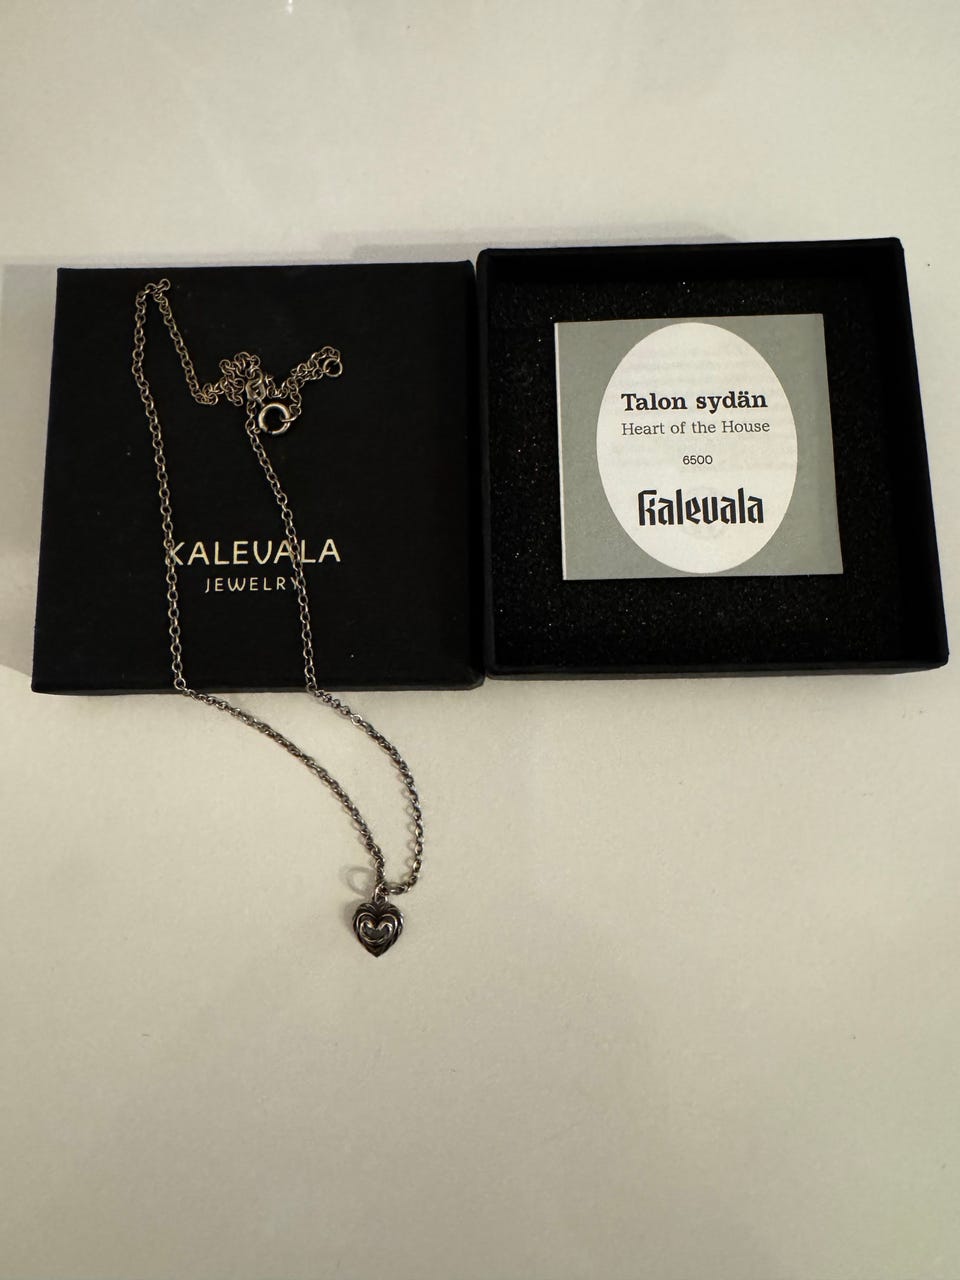 KALEVALA
JEWELRY
Talon sydän
Heart of the House
6500
Kalevala